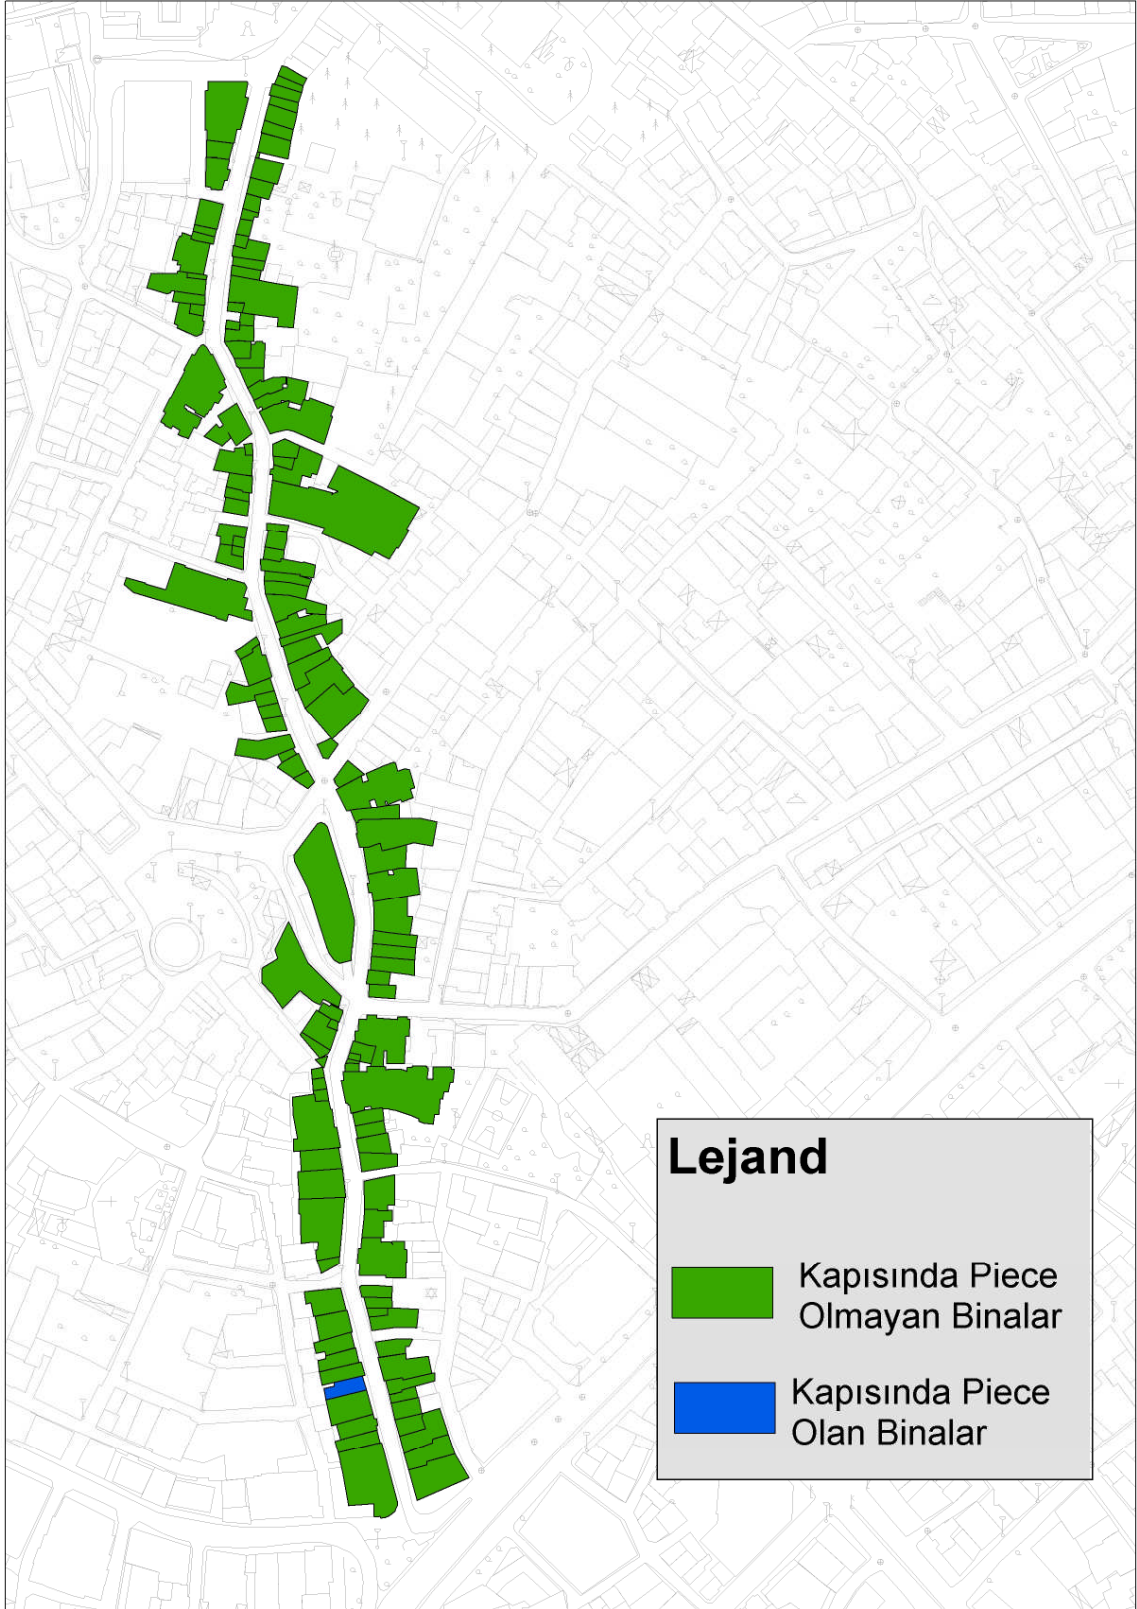 Lejand
Kapısında Piece
Olmayan Binalar
Kapısında Piece
Olan Binalar